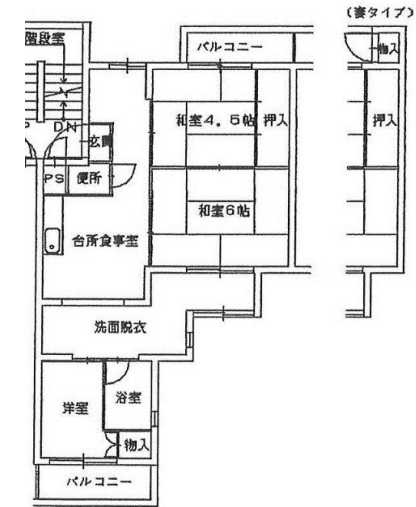 (妻タイプ)
階段室
バルコニー
物入
DN
玄関
和室4.5帖
押入
押入
PS
便所
和室6帖
台所食事室
洗面脱衣
洋室
浴室
物入
バルコニー